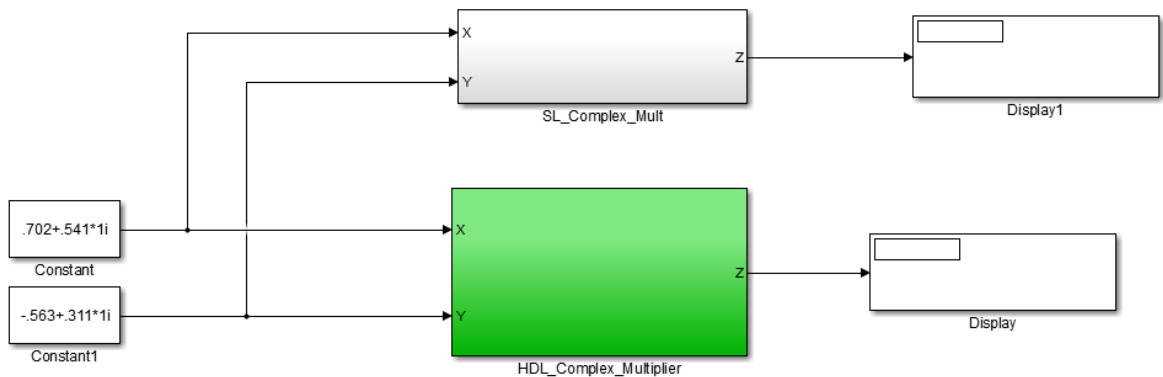 X
Y
Z
SL_Complex_Mult
Display1
.702+.541*1i
Constant
-.563+.311*1i
Constant1
X
Y
Z
HDL_Complex_Multiplier
Display